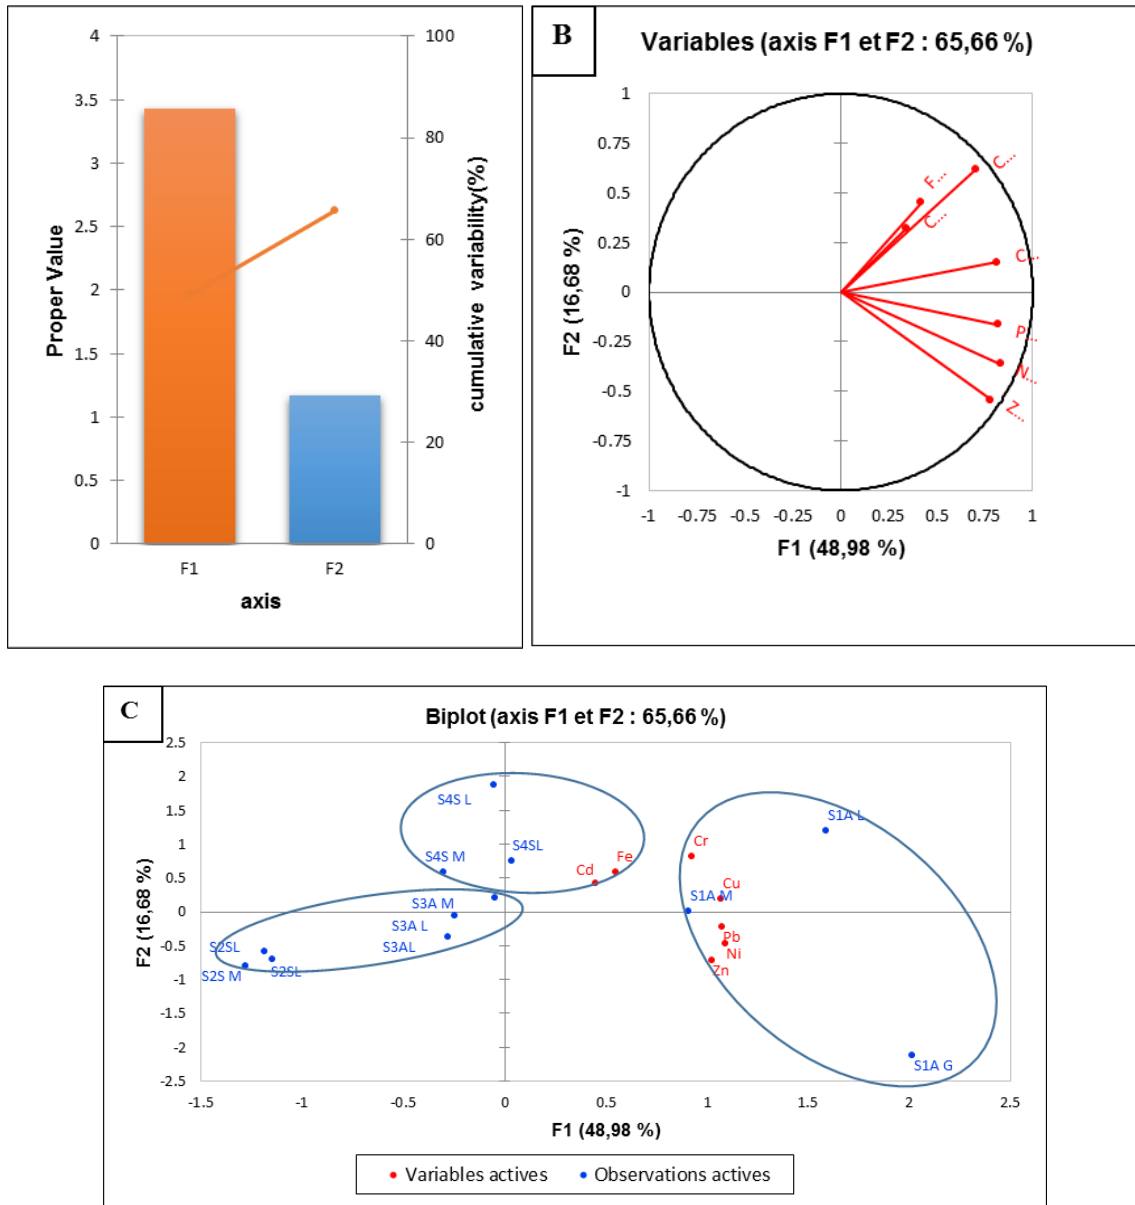 4
3.5
3
2.5
2
1.5
1
0.5
0
100
80
60
40
20
0
Proper Value
cumulative variability(%)
F1
F2
axis
B
Variables (axis F1 et F2 : 65,66 %)
1
0.75
0.5
0.25
0
-0.25
-0.5
-0.75
-1
F2 (16,68 %)
C...
F...
C...
C...
P...
N...
Z...
-1 -0.75 -0.5 -0.25 0 0.25 0.5 0.75 1
F1 (48,98 %)
C
Biplot (axis F1 et F2 : 65,66 %)
2.5
2
1.5
1
0.5
0
-0.5
-1
-1.5
-2
-2.5
F2 (16,68 %)
S4S L
S1A L
S4S M
S4SL
Cr
Cd
Fe
Cu
S3A M
S1A M
S3A L
Pb
S3AL
Ni
S2SL
S2S M
S2SL
Zn
S1A G
-1.5 -1 -0.5 0 0.5 1 1.5 2 2.5
F1 (48,98 %)
Variables actives
Observations actives